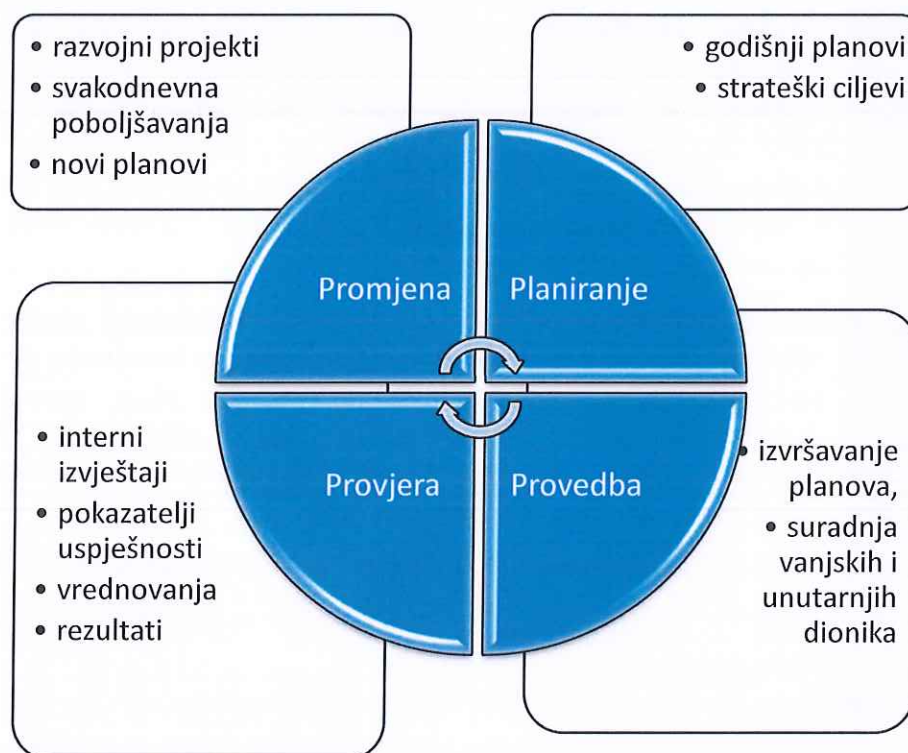 • razvojni projekti
• svakodnevna
poboljšavanja
• novi planovi
• godišnji planovi
• strateški ciljevi
Promjena
Planiranje
• interni
izvještaji
• pokazatelji
uspješnosti
• vrednovanja
• rezultati
Provjera
Provedba
• izvršavanje
planova,
• suradnja
vanjskih i
unutarnjih
dionika